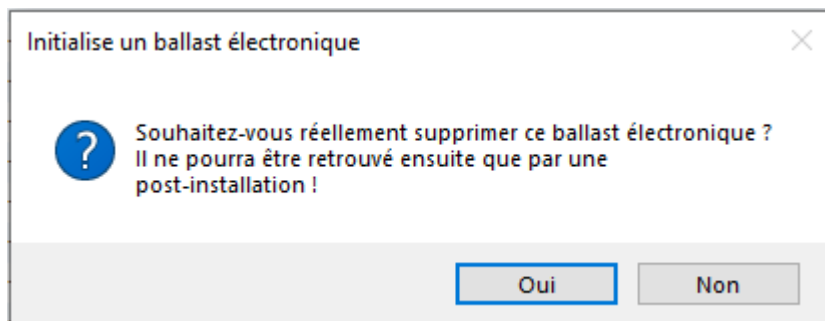 Initialise un ballast électronique
Souhaitez-vous réellement supprimer ce ballast électronique ?
Il ne pourra être retrouvé ensuite que par une
post-installation !
Oui
Non